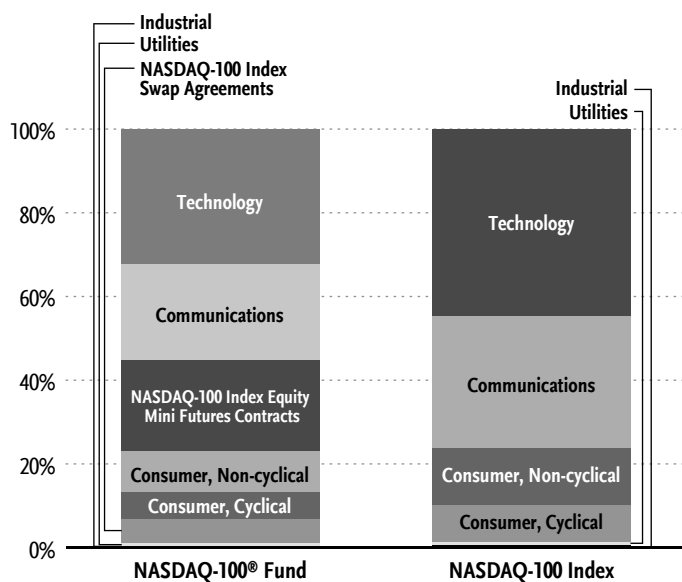 Industrial
Utilities
NASDAQ-100 Index
Swap Agreements
Industrial
Utilities
100%
80%
60%
40%
20%
0%
Technology
Communications
NASDAQ-100 Index Equity
Mini Futures Contracts
Consumer, Non-cyclical
Consumer, Cyclical
Technology
Communications
Consumer, Non-cyclical
Consumer, Cyclical
NASDAQ-100® Fund
NASDAQ-100 Index